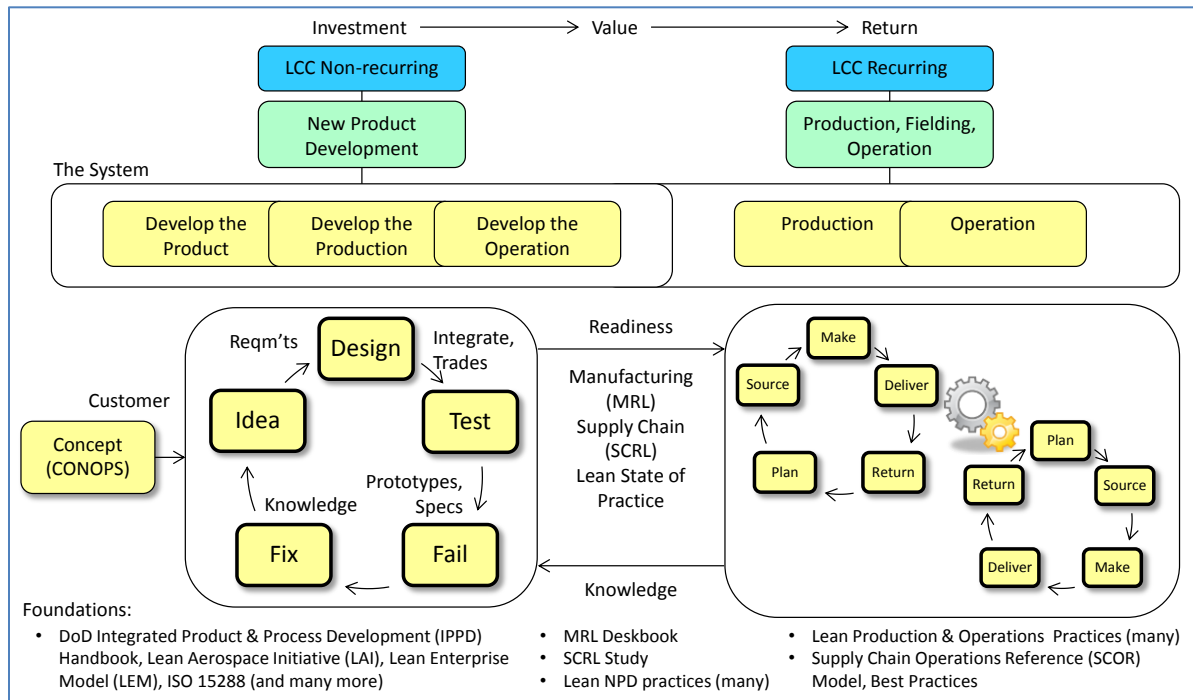 Investment
Value
Return
LCC Non-recurring
LCC Recurring
New Product
Development
Production, Fielding,
Operation
The System
Develop the
Product
Develop the
Production
Develop the
Operation
Production
Operation
Customer
Concept
(CONOPS)
Reqm'ts
Design
Integrate,
Trades
Idea
Test
Knowledge
Prototypes,
Specs
Fix
Fail
Readiness
Manufacturing
(MRL)
Supply Chain
(SCRL)
Lean State of
Practice
Knowledge
Make
Source
Deliver
Plan
Return
Plan
Return
Source
Deliver
Make
Foundations:
• DoD Integrated Product & Process Development (IPPD)
Handbook, Lean Aerospace Initiative (LAI), Lean Enterprise
Model (LEM), ISO 15288 (and many more)
• MRL Deskbook
• SCRL Study
• Lean NPD practices (many)
• Lean Production & Operations Practices (many)
• Supply Chain Operations Reference (SCOR)
Model, Best Practices